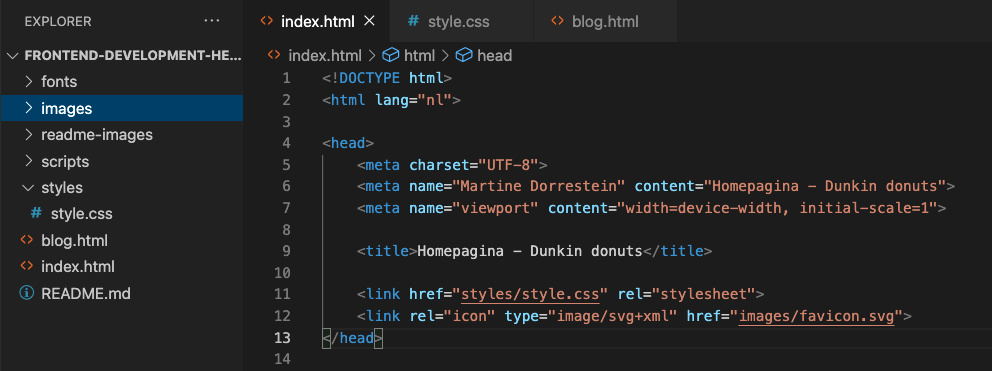 EXPLORER ···
FRONTEND-DEVELOPMENT-HE...
fonts
images
readme-images
scripts
styles
# style.css
<> blog.html
<> index.html
README.md
<> index.html × # style.css <> blog.html
<> index.html > html > head
1 <!DOCTYPE html>
2 <html lang="nl">
3
4 <head>
5 <meta charset="UTF-8">
6 <meta name="Martine Dorrestein" content="Homepagina - Dunkin donuts">
7 <meta name="viewport" content="width=device-width, initial-scale=1">
8
9 <title>Homepagina - Dunkin donuts</title>
10
11 <link href="styles/style.css" rel="stylesheet">
12 <link rel="icon" type="image/svg+xml" href="images/favicon.svg">
13 </head>
14